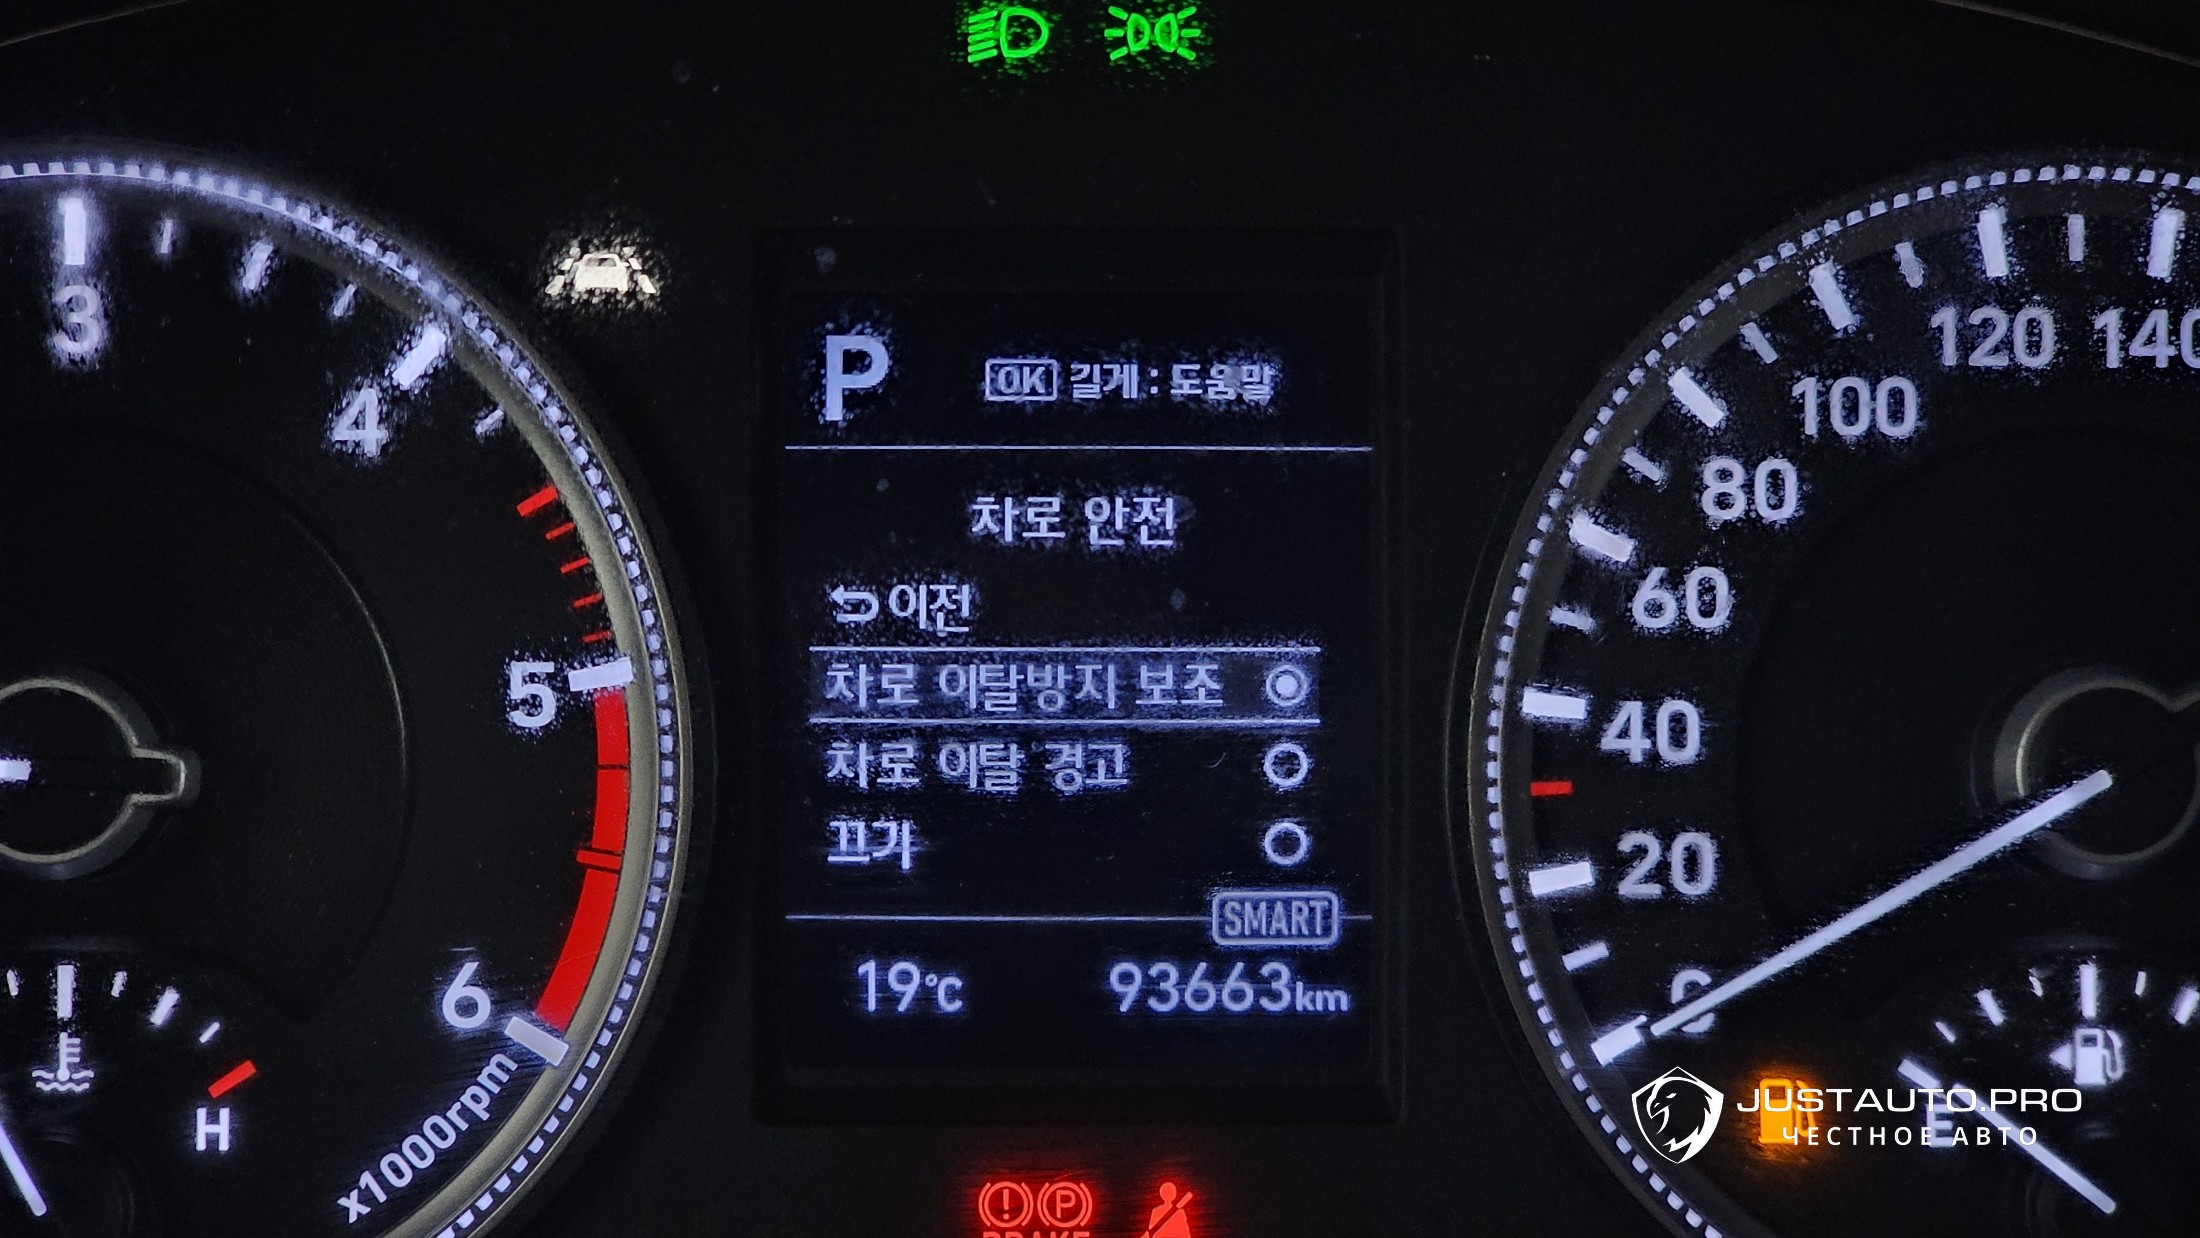 3
4
5
6
x1000rpm
H
P
OK 길게 : 도움말
차로 안전
이전
차로 이탈방지 보조
차로 이탈 경고
끄기
SMART
19°C 93663km
140
120
100
80
60
40
20
0
E
P
BRAKE
JUSTAUTO.PRO
ЧЕСТНОЕ АВТО